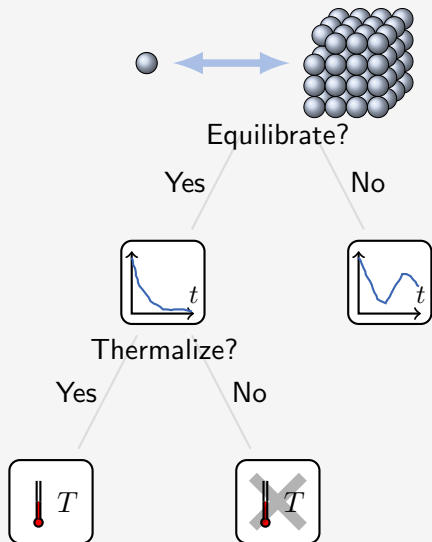 Equilibrate?
Yes No
t
t
Thermalize?
Yes No
T
T